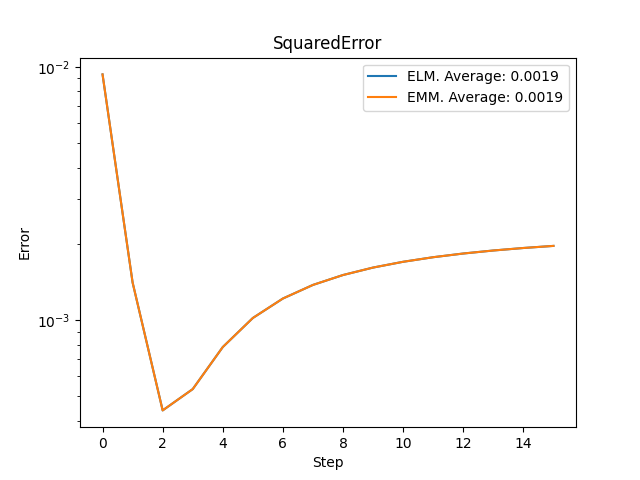 SquaredError
ELM. Average: 0.0019
EMM. Average: 0.0019
Error
10⁻²
10⁻³
0 2 4 6 8 10 12 14
Step